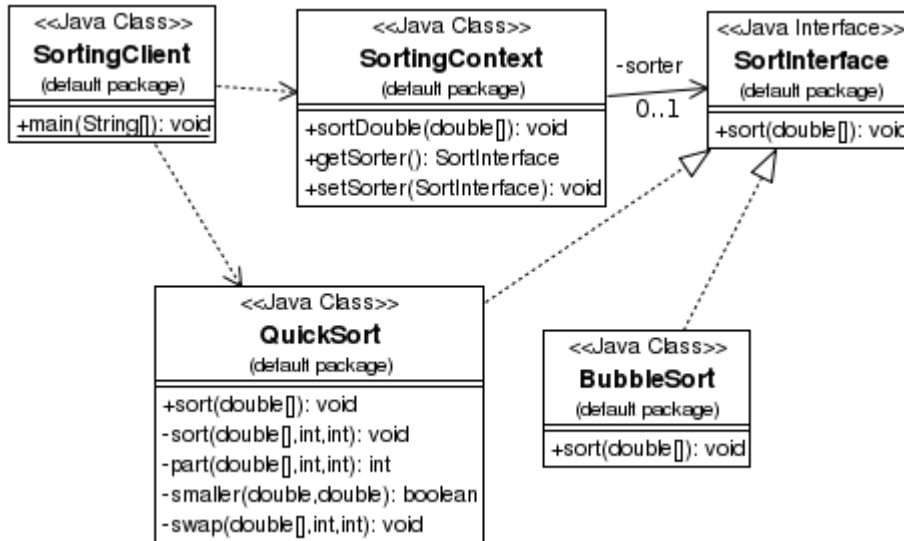 <<Java Class>>
SortingClient
(default package)
+main(String[]): void
<<Java Class>>
SortingContext
(default package)
+sortDouble(double[]): void
+getSorter(): SortInterface
+setSorter(SortInterface): void
-sorter
0..1
<<Java Interface>>
SortInterface
(default package)
+sort(double[]): void
<<Java Class>>
QuickSort
(default package)
+sort(double[]): void
-sort(double[],int,int): void
-part(double[],int,int): int
-smaller(double,double): boolean
-swap(double[],int,int): void
<<Java Class>>
BubbleSort
(default package)
+sort(double[]): void